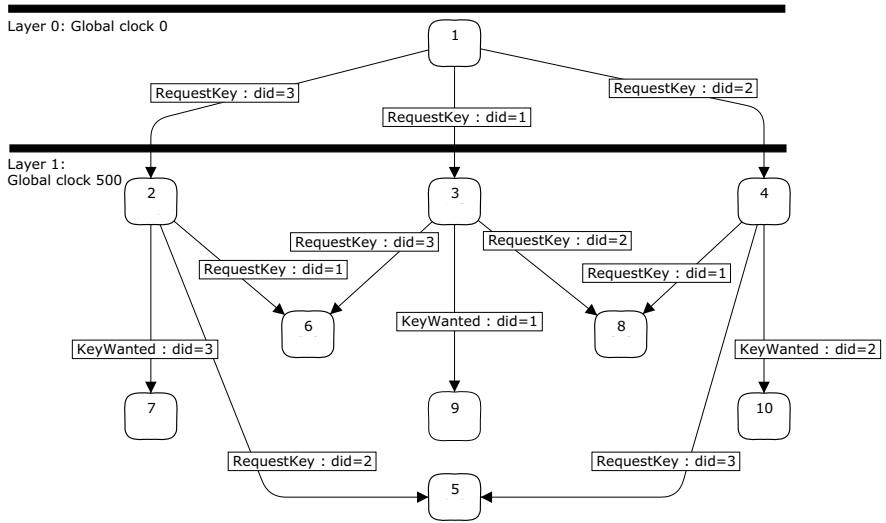 Layer 0: Global clock 0
1
RequestKey : did=3
RequestKey : did=1
RequestKey : did=2
Layer 1:
Global clock 500
2
3
4
RequestKey : did=3
RequestKey : did=2
RequestKey : did=1
RequestKey : did=1
6
8
KeyWanted : did=3
KeyWanted : did=1
KeyWanted : did=2
7
9
10
RequestKey : did=2
RequestKey : did=3
5